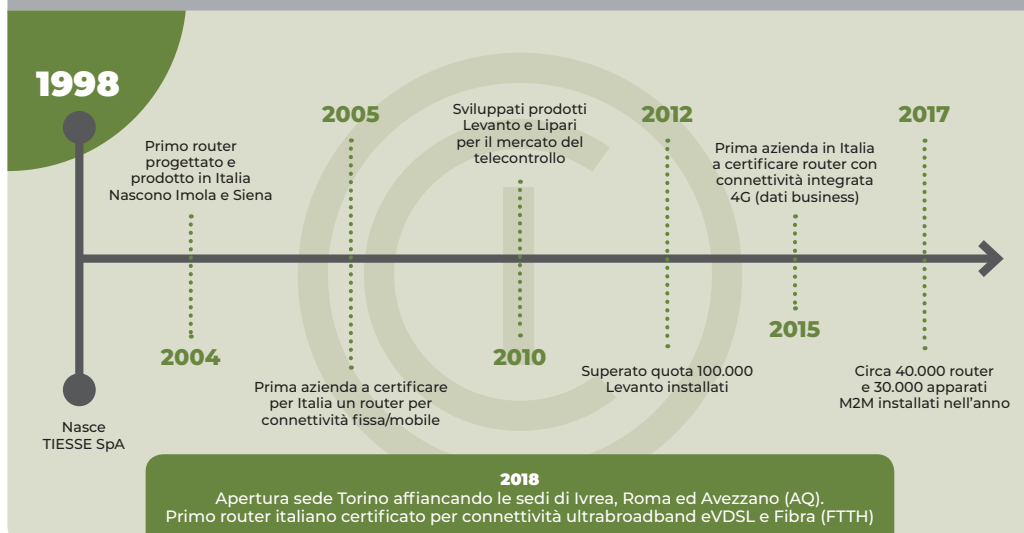 1998
Nasce
TIESSE SpA
Primo router
progettato e
prodotto in Italia
Nascono Imola e Siena
2004
2005
Prima azienda a certificare
per Italia un router per
connettività fissa/mobile
Sviluppati prodotti
Levanto e Lipari
per il mercato del
telecontrollo
2010
2012
Superato quota 100.000
Levanto installati
Prima azienda in Italia
a certificare router con
connettività integrata
4G (dati business)
2015
2017
Circa 40.000 router
e 30.000 apparati
M2M installati nell’anno
2018
Apertura sede Torino affiancando le sedi di Ivrea, Roma ed Avezzano (AQ).
Primo router italiano certificato per connettività ultrabroadband eVDSL e Fibra (FTTH)